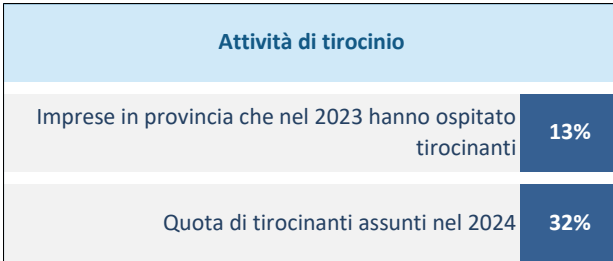 Attività di tirocinio
Imprese in provincia che nel 2023 hanno ospitato
tirocinanti
13%
Quota di tirocinanti assunti nel 2024
32%